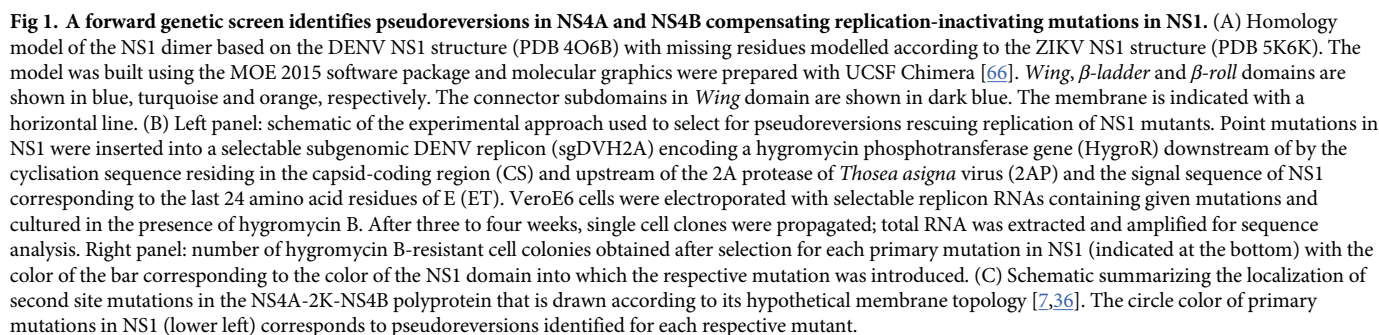 Fig 1. A forward genetic screen identifies pseudoreversions in NS4A and NS4B compensating replication-inactivating mutations in NS1. (A) Homology
model of the NS1 dimer based on the DENV NS1 structure (PDB 4O6B) with missing residues modelled according to the ZIKV NS1 structure (PDB 5K6K). The
model was built using the MOE 2015 software package and molecular graphics were prepared with UCSF Chimera [66]. Wing, β-ladder and β-roll domains are
shown in blue, turquoise and orange, respectively. The connector subdomains in Wing domain are shown in dark blue. The membrane is indicated with a
horizontal line. (B) Left panel: schematic of the experimental approach used to select for pseudoreversions rescuing replication of NS1 mutants. Point mutations in
NS1 were inserted into a selectable subgenomic DENV replicon (sgDVH2A) encoding a hygromycin phosphotransferase gene (HygroR) downstream of by the
cyclisation sequence residing in the capsid-coding region (CS) and upstream of the 2A protease of Thosea asigna virus (2AP) and the signal sequence of NS1
corresponding to the last 24 amino acid residues of E (ET). VeroE6 cells were electroporated with selectable replicon RNAs containing given mutations and
cultured in the presence of hygromycin B. After three to four weeks, single cell clones were propagated; total RNA was extracted and amplified for sequence
analysis. Right panel: number of hygromycin B-resistant cell colonies obtained after selection for each primary mutation in NS1 (indicated at the bottom) with the
color of the bar corresponding to the color of the NS1 domain into which the respective mutation was introduced. (C) Schematic summarizing the localization of
second site mutations in the NS4A-2K-NS4B polyprotein that is drawn according to its hypothetical membrane topology [7,36]. The circle color of primary
mutations in NS1 (lower left) corresponds to pseudoreversions identified for each respective mutant.